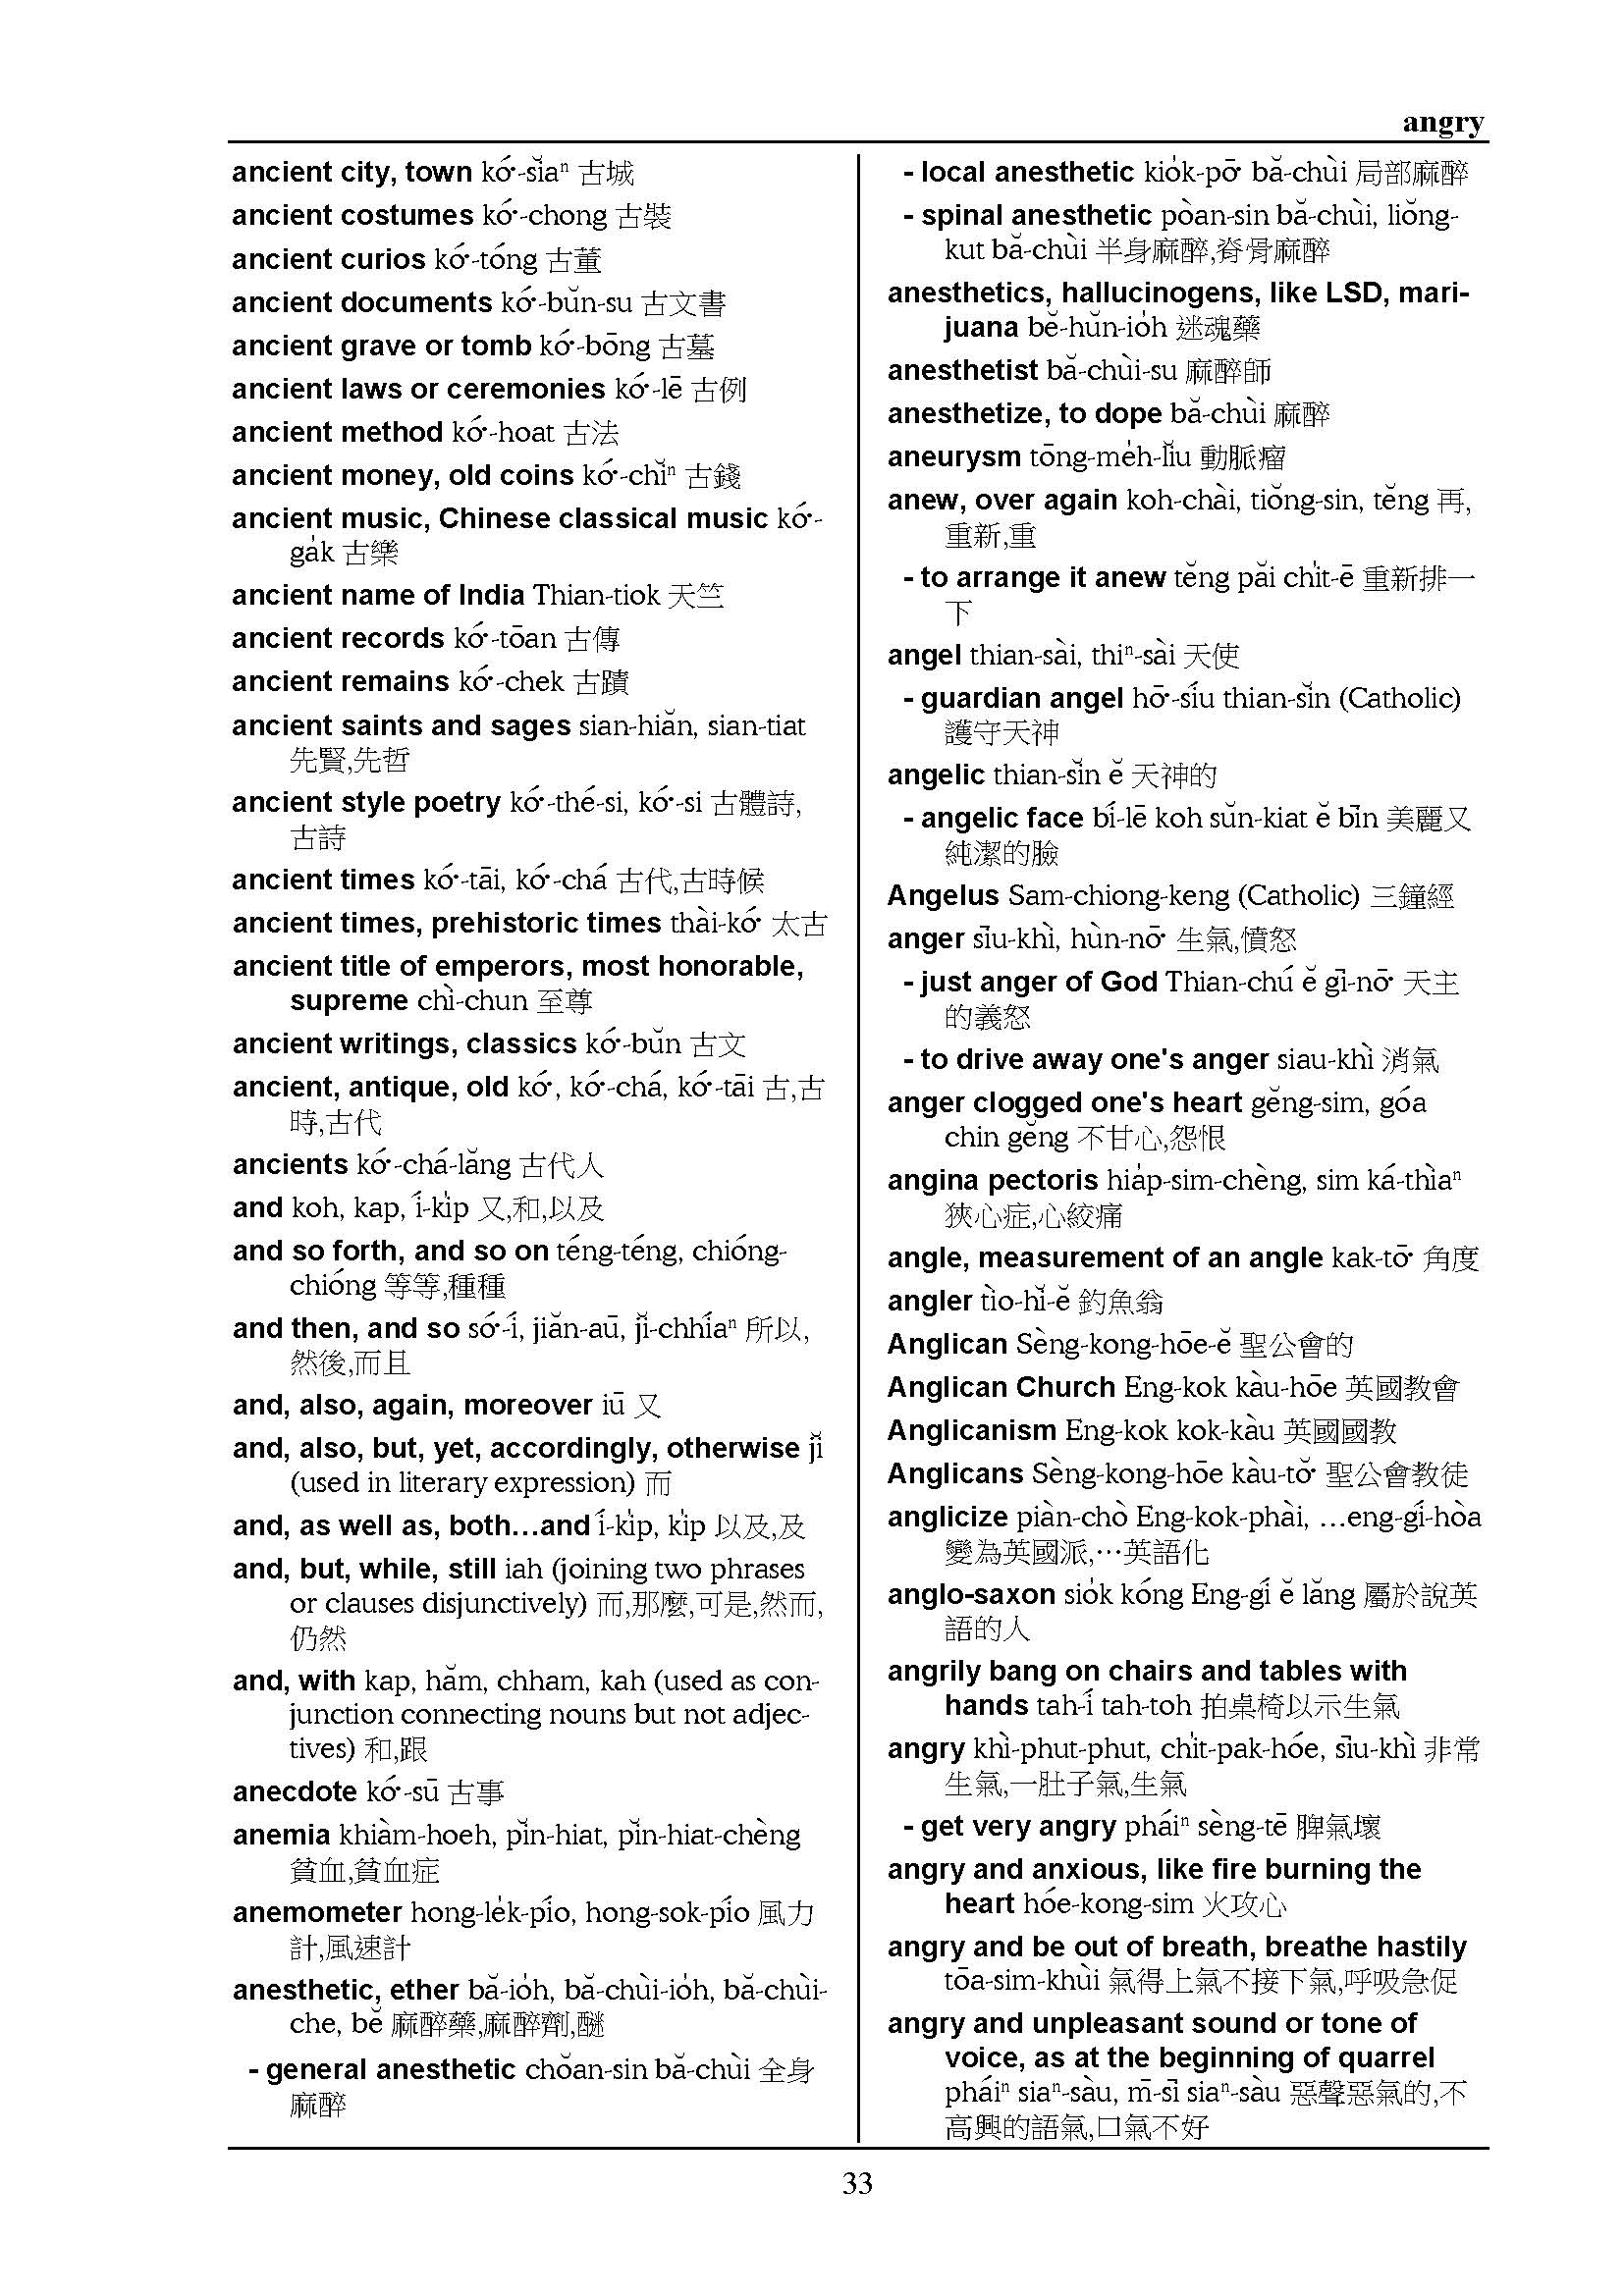 angry
ancient city, town kó͘-sĭaⁿ 古城
ancient costumes kó͘-chong 古裝
ancient curios kó͘-tóng 古董
ancient documents kó͘-bŭn-su 古文書
ancient grave or tomb kó͘-bōng 古墓
ancient laws or ceremonies kó͘-lē 古例
ancient method kó͘-hoat 古法
ancient money, old coins kó͘-chĭⁿ 古錢
ancient music, Chinese classical music kó͘-
ga̍k 古樂
ancient name of India Thian-tiok 天竺
ancient records kó͘-tōan 古傳
ancient remains kó͘-chek 古蹟
ancient saints and sages sian-hiăn, sian-tiat
先賢,先哲
ancient style poetry kó͘-thé-si, kó͘-si 古體詩,
古詩
ancient times kó͘-tāi, kó͘-chá 古代,古時候
ancient times, prehistoric times thài-kó͘ 太古
ancient title of emperors, most honorable,
supreme chì-chun 至尊
ancient writings, classics kó͘-bŭn 古文
ancient, antique, old kó͘, kó͘-chá, kó͘-tāi 古,古
時,古代
ancients kó͘-chá-lăng 古代人
and koh, kap, í-ki̍p 又,和,以及
and so forth, and so on téng-téng, chióng-
chióng 等等,種種
and then, and so só͘-í, jiăn-aū, jĭ-chhíaⁿ 所以,
然後,而且
and, also, again, moreover iū 又
and, also, but, yet, accordingly, otherwise jĭ
(used in literary expression) 而
and, as well as, both…and í-ki̍p, ki̍p 以及,及
and, but, while, still iah (joining two phrases
or clauses disjunctively) 而,那麼,可是,然而,
仍然
and, with kap, hăm, chham, kah (used as con-
junction connecting nouns but not adjec-
tives) 和,跟
anecdote kó͘-sū 古事
anemia khiàm-hoeh, pĭn-hiat, pĭn-hiat-chèng
貧血,貧血症
anemometer hong-le̍k-pío, hong-sok-pío 風力
計,風速計
anesthetic, ether bă-io̍h, bă-chùi-io̍h, bă-chùi-
che, bĕ 麻醉藥,麻醉劑,醚
- general anesthetic chŏan-sin bă-chùi 全身
麻醉
- local anesthetic kio̍k-pō͘ bă-chùi 局部麻醉
- spinal anesthetic pòan-sin bă-chùi, liŏng-
kut bă-chùi 半身麻醉,脊骨麻醉
anesthetics, hallucinogens, like LSD, mari-
juana bĕ-hŭn-io̍h 迷魂藥
anesthetist bă-chùi-su 麻醉師
anesthetize, to dope bă-chùi 麻醉
aneurysm tōng-me̍h-lĭu 動脈瘤
anew, over again koh-chài, tiŏng-sin, tĕng 再,
重新,重
- to arrange it anew tĕng păi chi̍t-ē 重新排一
下
angel thian-sài, thiⁿ-sài 天使
- guardian angel hō͘-síu thian-sĭn (Catholic)
護守天神
angelic thian-sĭn ĕ 天神的
- angelic face bí-lē koh sŭn-kiat ĕ bīn 美麗又
純潔的臉
Angelus Sam-chiong-keng (Catholic) 三鐘經
anger sīu-khì, hùn-nō͘ 生氣,憤怒
- just anger of God Thian-chú ĕ gī-nō͘ 天主
的義怒
- to drive away one's anger siau-khì 消氣
anger clogged one's heart gĕng-sim, góa
chin gĕng 不甘心,怨恨
angina pectoris hia̍p-sim-chèng, sim ká-thìaⁿ
狹心症,心絞痛
angle, measurement of an angle kak-tō͘ 角度
angler tìo-hĭ-ĕ 釣魚翁
Anglican Sèng-kong-hōe-ĕ 聖公會的
Anglican Church Eng-kok kàu-hōe 英國教會
Anglicanism Eng-kok kok-kàu 英國國教
Anglicans Sèng-kong-hōe kàu-tŏ͘ 聖公會教徒
anglicize piàn-chò Eng-kok-phài, …eng-gí-hòa
變為英國派,…英語化
anglo-saxon sio̍k kóng Eng-gí ĕ lăng 屬於說英
語的人
angrily bang on chairs and tables with
hands tah-í tah-toh 拍桌椅以示生氣
angry khì-phut-phut, chi̍t-pak-hóe, sīu-khì 非常
生氣,一肚子氣,生氣
- get very angry pháiⁿ sèng-tē 脾氣壞
angry and anxious, like fire burning the
heart hóe-kong-sim 火攻心
angry and be out of breath, breathe hastily
tōa-sim-khùi 氣得上氣不接下氣,呼吸急促
angry and unpleasant sound or tone of
voice, as at the beginning of quarrel
pháiⁿ siaⁿ-sàu, m̄-sī siaⁿ-sàu 惡聲惡氣的,不
高興的語氣,口氣不好
33